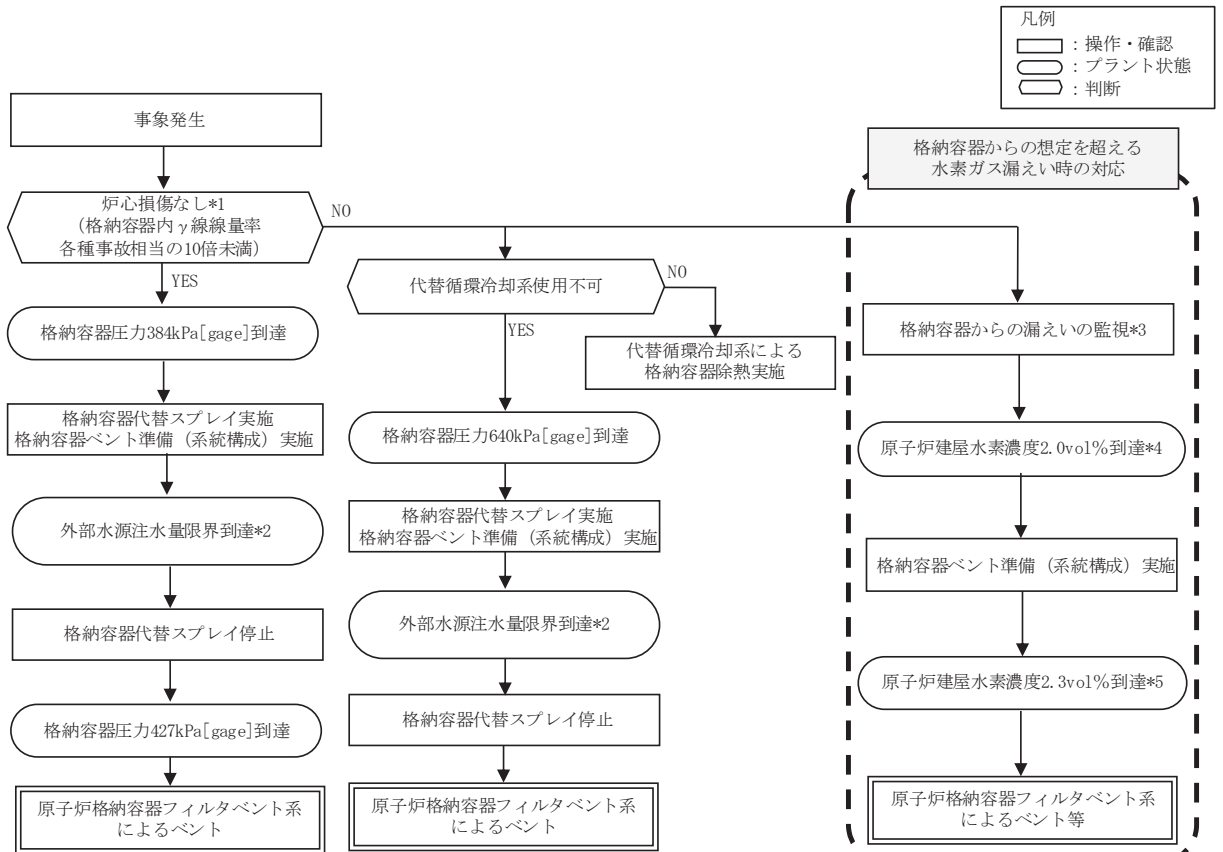 凡例
：操作・確認
：プラント状態
：判断
事象発生
炉心損傷なし*1
（格納容器内γ線線量率
各種事故相当の10倍未満）
NO
YES
格納容器圧力384kPa[gage]到達
格納容器代替スプレイ実施
格納容器ベント準備（系統構成）実施
外部水源注水量限界到達*2
格納容器代替スプレイ停止
格納容器圧力427kPa[gage]到達
原子炉格納容器フィルタベント系
によるベント
代替循環冷却系使用不可
NO
YES
代替循環冷却系による
格納容器除熱実施
格納容器圧力640kPa[gage]到達
格納容器代替スプレイ実施
格納容器ベント準備（系統構成）実施
外部水源注水量限界到達*2
格納容器代替スプレイ停止
原子炉格納容器フィルタベント系
によるベント
格納容器からの想定を超える
水素ガス漏えい時の対応
格納容器からの漏えいの監視*3
原子炉建屋水素濃度2.0vol％到達*4
格納容器ベント準備（系統構成）実施
原子炉建屋水素濃度2.3vol％到達*5
原子炉格納容器フィルタベント系
によるベント等